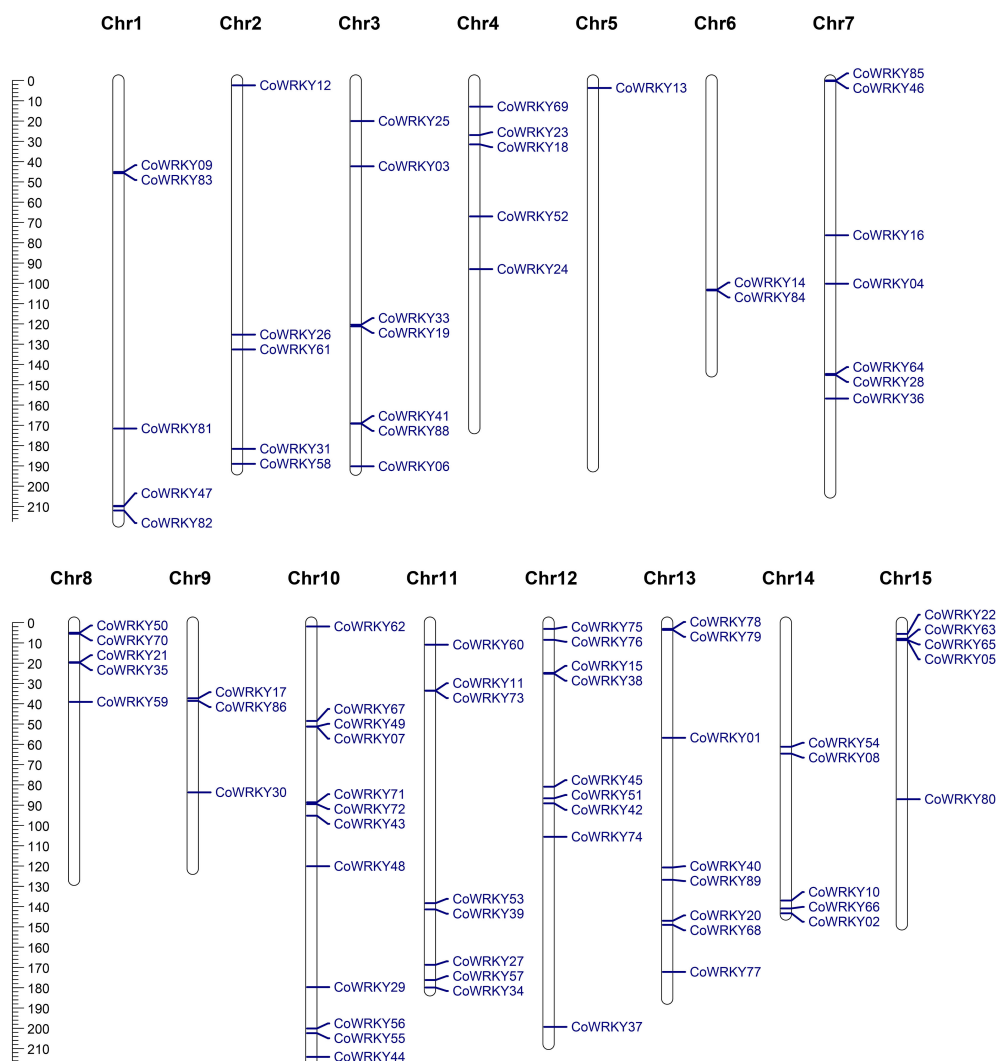 Chr1 Chr2 Chr3 Chr4 Chr5 Chr6 Chr7
0
10
20
30
40
50
60
70
80
90
100
110
120
130
140
150
160
170
180
190
200
210
CoWRKY09
CoWRKY83
CoWRKY81
CoWRKY47
CoWRKY82
CoWRKY12
CoWRKY26
CoWRKY61
CoWRKY31
CoWRKY58
CoWRKY25
CoWRKY03
CoWRKY33
CoWRKY19
CoWRKY41
CoWRKY88
CoWRKY06
CoWRKY69
CoWRKY23
CoWRKY18
CoWRKY52
CoWRKY24
CoWRKY13
CoWRKY14
CoWRKY84
CoWRKY85
CoWRKY46
CoWRKY16
CoWRKY04
CoWRKY64
CoWRKY28
CoWRKY36
Chr8 Chr9 Chr10 Chr11 Chr12 Chr13 Chr14 Chr15
0
10
20
30
40
50
60
70
80
90
100
110
120
130
140
150
160
170
180
190
200
210
CoWRKY50
CoWRKY70
CoWRKY21
CoWRKY35
CoWRKY59
CoWRKY17
CoWRKY86
CoWRKY30
CoWRKY62
CoWRKY67
CoWRKY49
CoWRKY07
CoWRKY71
CoWRKY72
CoWRKY43
CoWRKY48
CoWRKY29
CoWRKY56
CoWRKY55
CoWRKY44
CoWRKY60
CoWRKY11
CoWRKY73
CoWRKY53
CoWRKY39
CoWRKY27
CoWRKY57
CoWRKY34
CoWRKY75
CoWRKY76
CoWRKY15
CoWRKY38
CoWRKY45
CoWRKY51
CoWRKY42
CoWRKY74
CoWRKY37
CoWRKY78
CoWRKY79
CoWRKY01
CoWRKY40
CoWRKY89
CoWRKY20
CoWRKY68
CoWRKY77
CoWRKY54
CoWRKY08
CoWRKY10
CoWRKY66
CoWRKY02
CoWRKY22
CoWRKY63
CoWRKY65
CoWRKY05
CoWRKY80